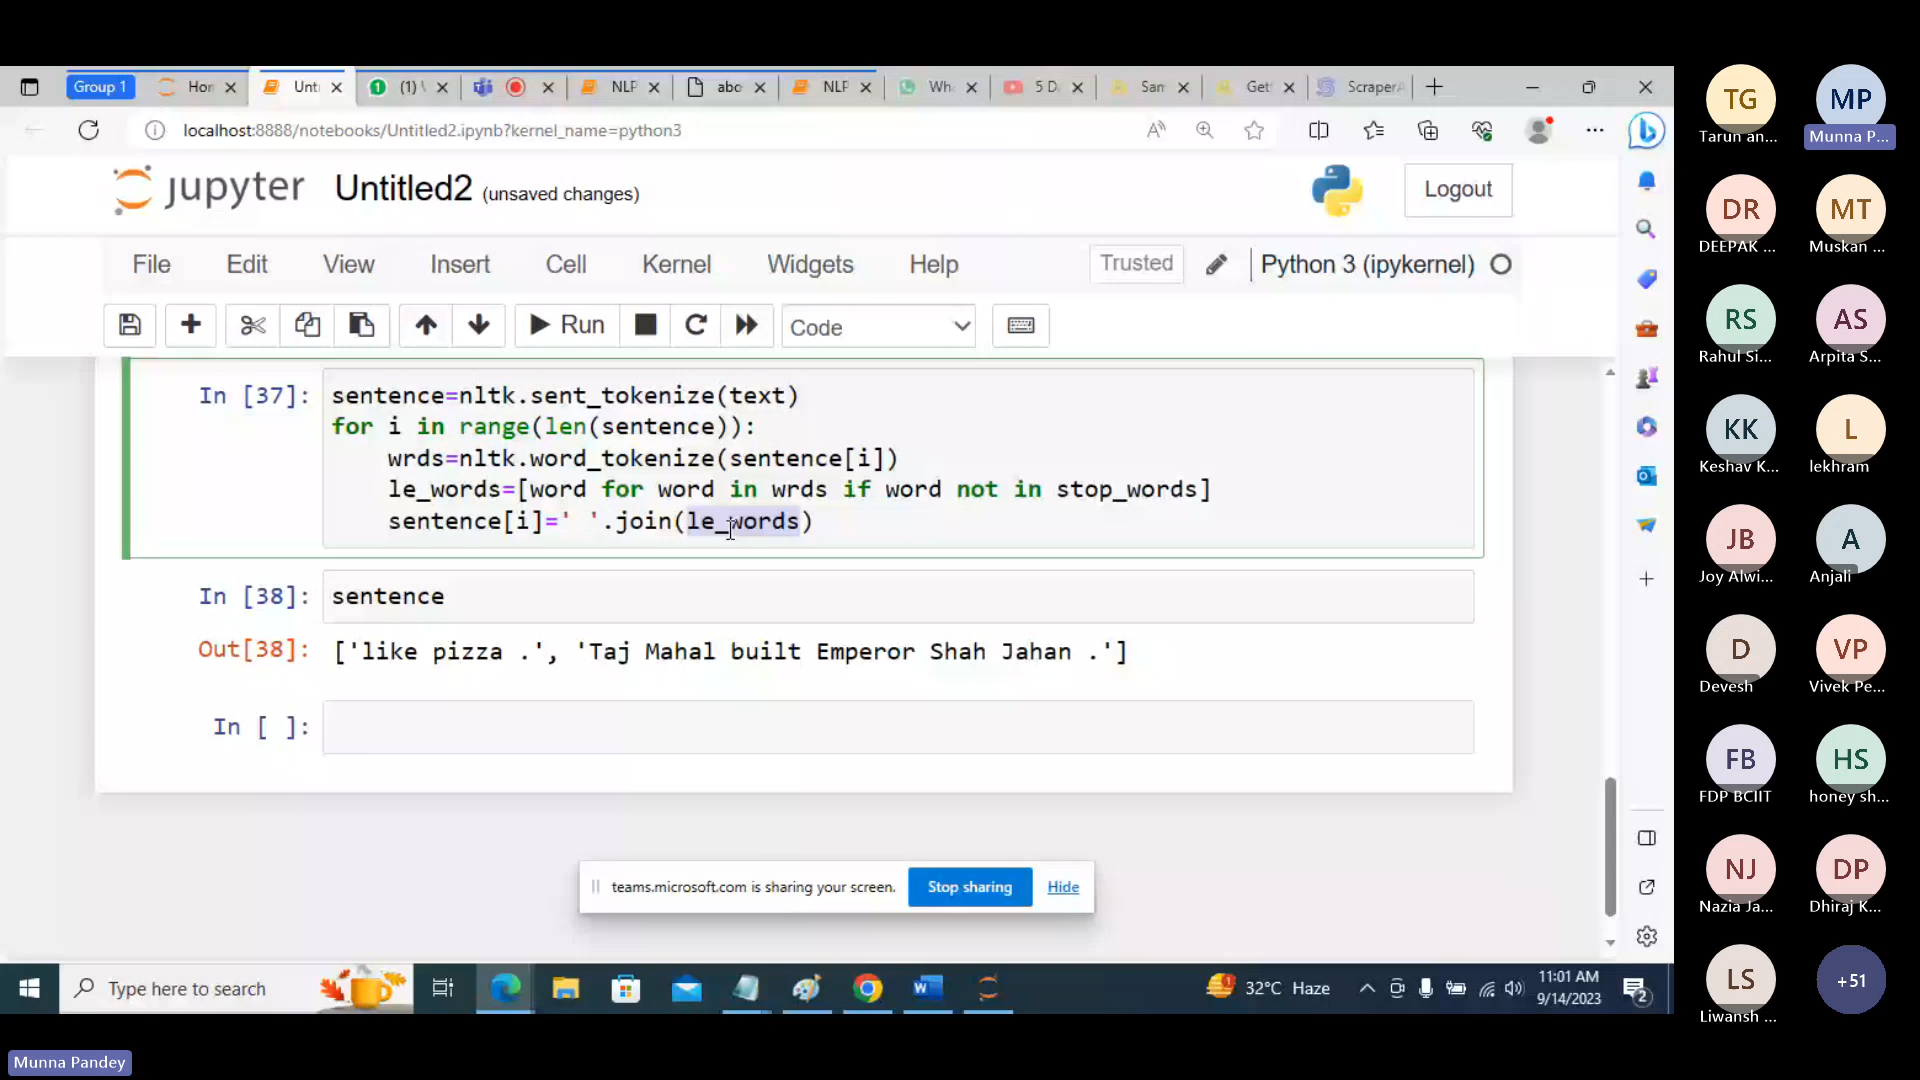 Group 1
Hor
Unt
(1)
NLP
abo
NLP
Wh
5 D
San
Get
ScraperA
localhost:8888/notebooks/Untitled2.ipynb?kernel_name=python3
jupyter Untitled2 (unsaved changes)
Logout
File Edit View Insert Cell Kernel Widgets Help
Trusted
Python 3 (ipykernel)
Run
Code
In [37]:
sentence=nltk.sent_tokenize(text)
for i in range(len(sentence)):
wrds=nltk.word_tokenize(sentence[i])
le_words=[word for word in wrds if word not in stop_words]
sentence[i]=' '.join(le_words)
In [38]: sentence
Out[38]: ['like pizza .', 'Taj Mahal built Emperor Shah Jahan .']
In [ ]:
teams.microsoft.com is sharing your screen. Stop sharing Hide
Type here to search
32°C Haze
11:01 AM
9/14/2023
2
TG MP
Tarun an... Munna P...
DR MT
DEEPAK ... Muskan ...
RS AS
Rahul Si... Arpita S...
KK L
Keshav K... lekhram
JB A
Joy Alwi... Anjali
D VP
Devesh Vivek Pe...
FB HS
FDP BCIIT honey sh...
NJ DP
Nazia Ja... Dhiraj K...
LS +51
Liwansh ...
Munna Pandey